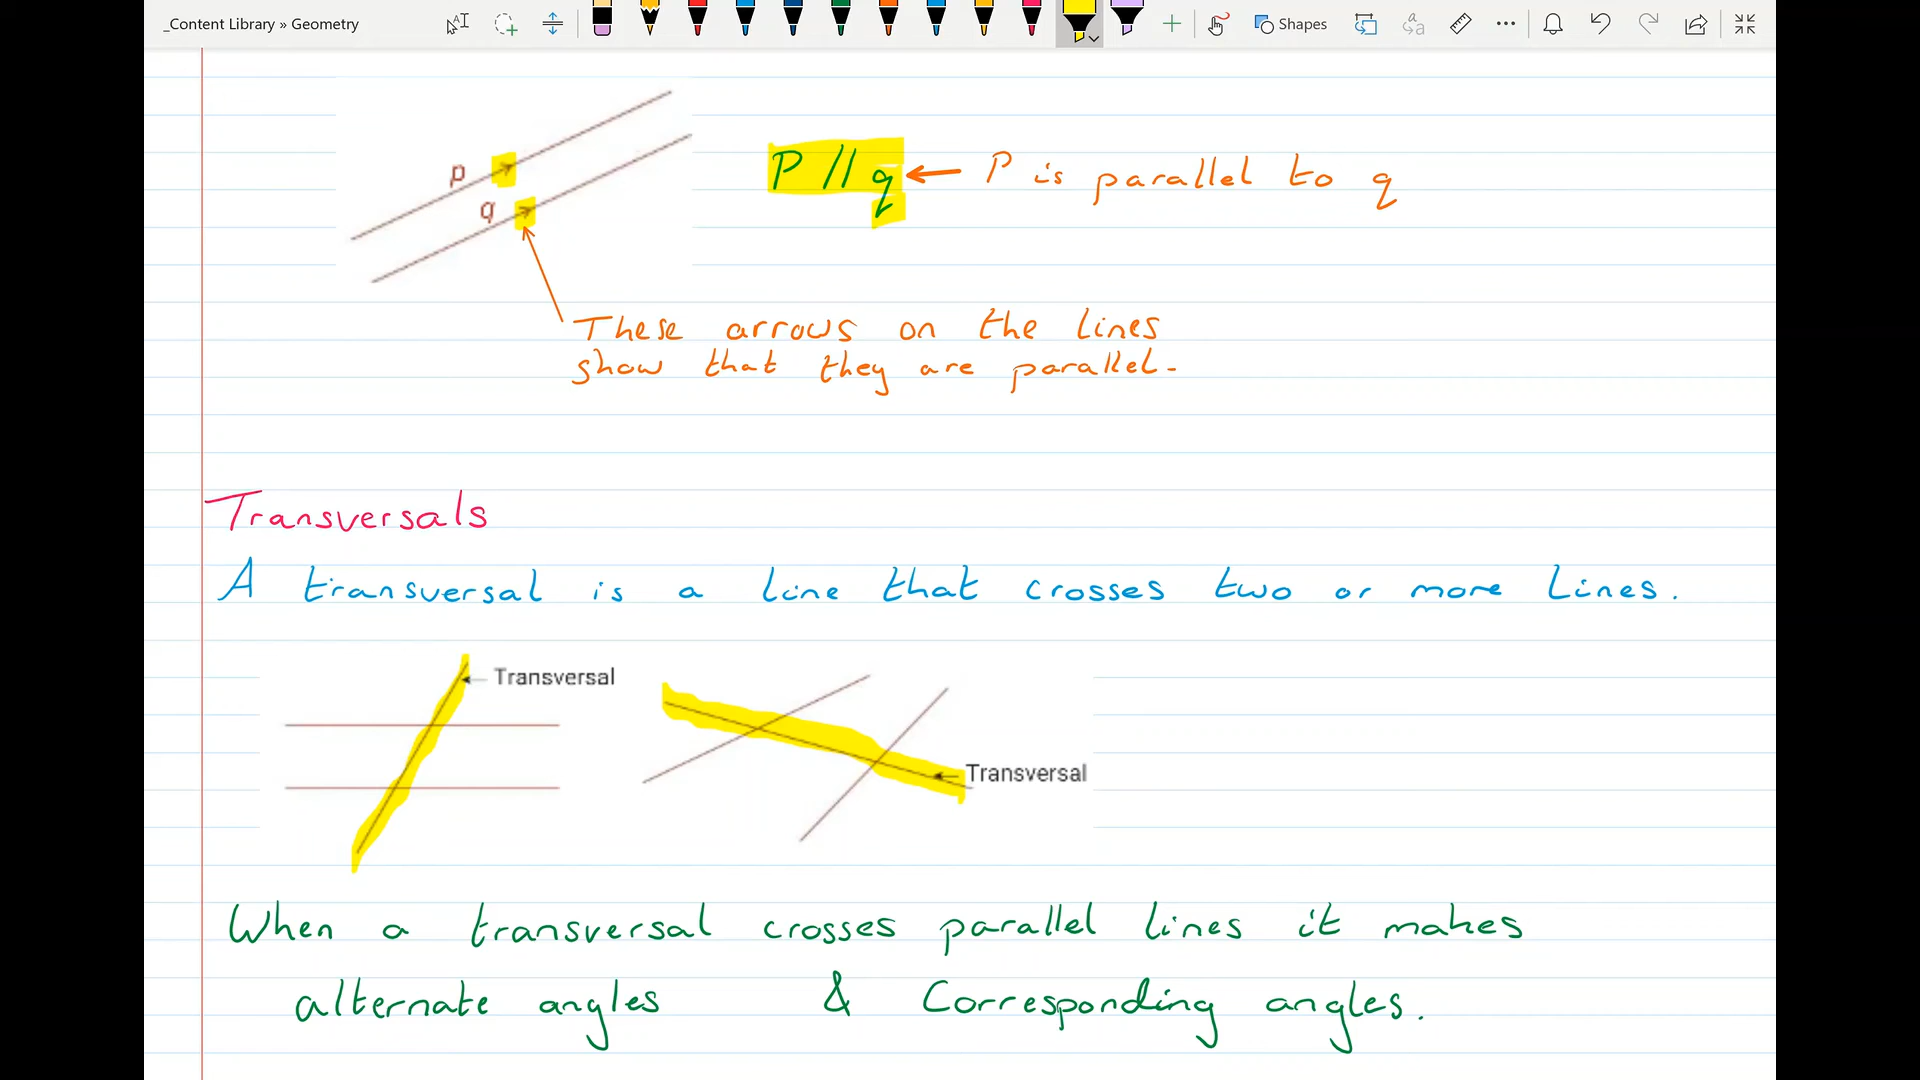 _Content Library » Geometry
Shapes
p
q
P // q ← P is parallel to q
These arrows on the lines
show that they are parallel.
Transversals
A transversal is a line that crosses two or more lines.
Transversal
Transversal
When a transversal crosses parallel lines it makes
alternate angles & Corresponding angles.